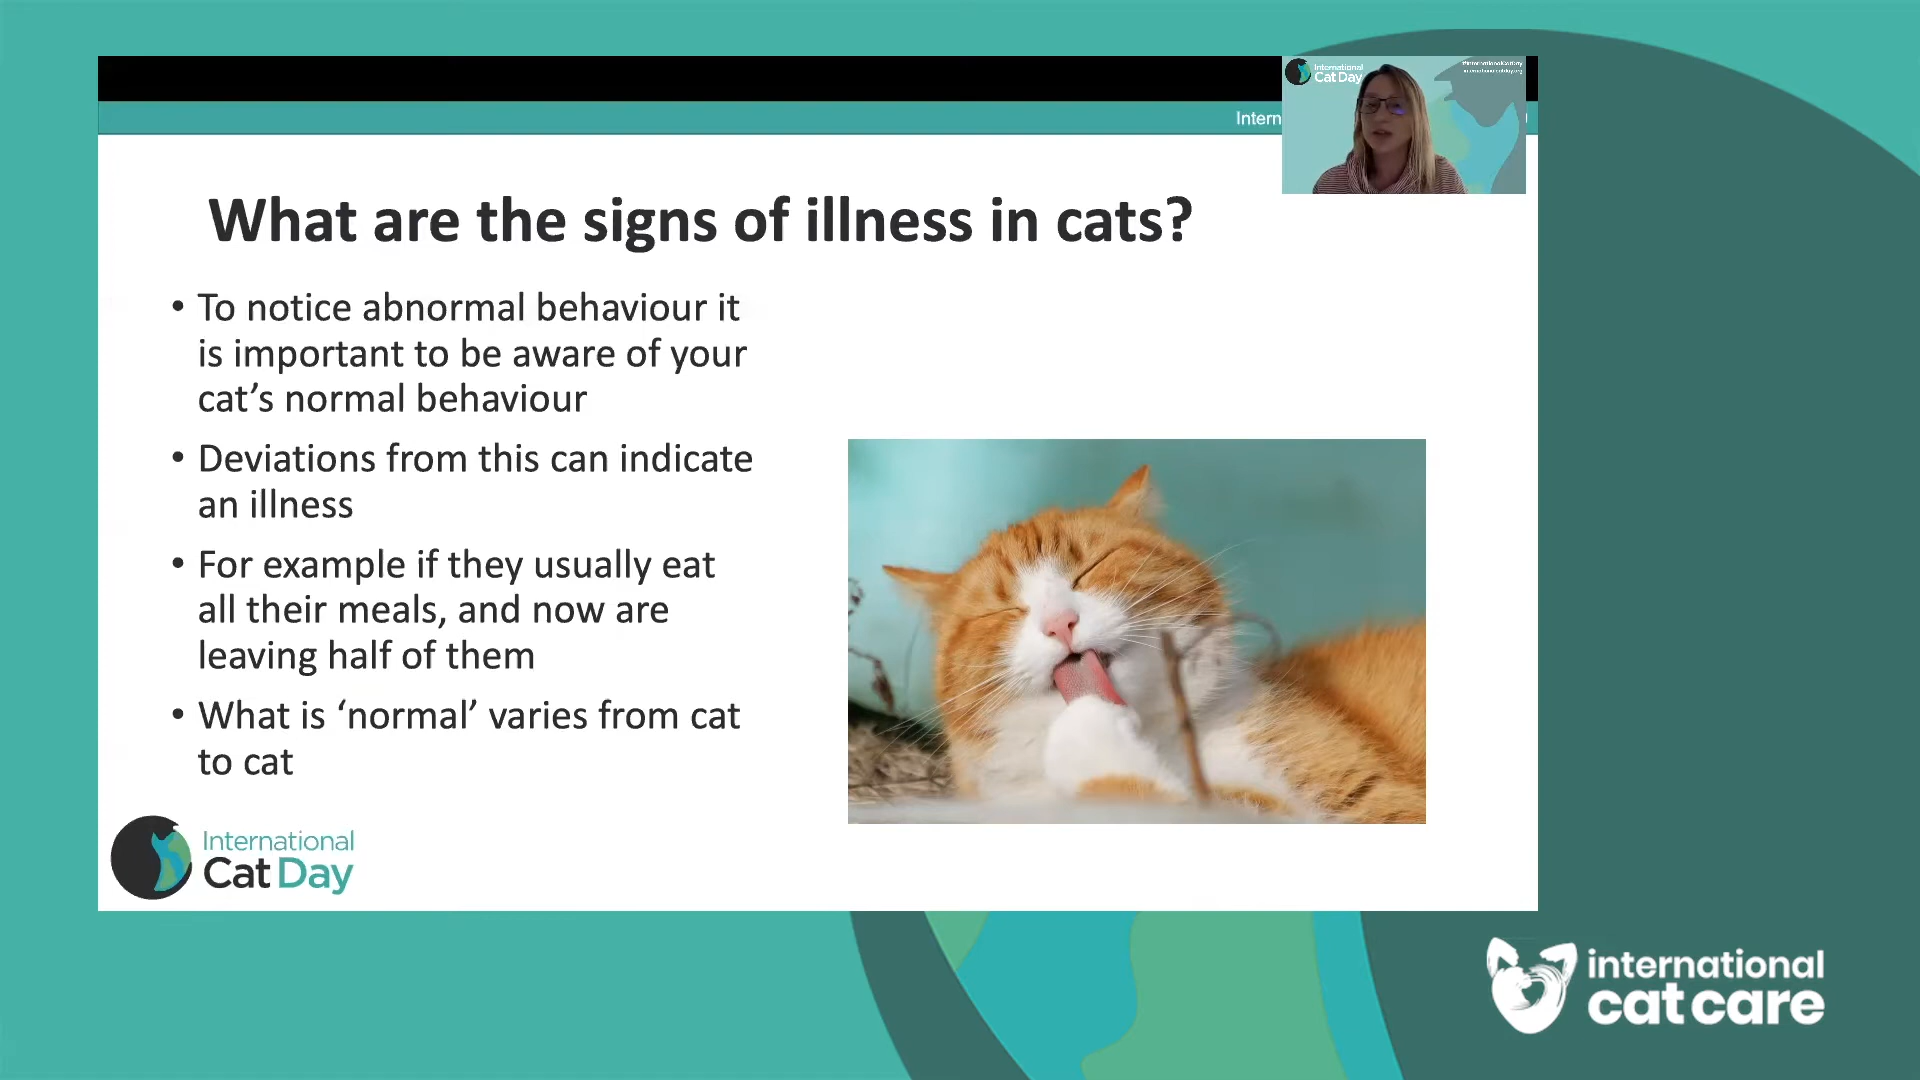 International
Cat Day
Intern
What are the signs of illness in cats?
• To notice abnormal behaviour it
is important to be aware of your
cat’s normal behaviour
• Deviations from this can indicate
an illness
• For example if they usually eat
all their meals, and now are
leaving half of them
• What is ‘normal’ varies from cat
to cat
International
Cat Day
international
cat care